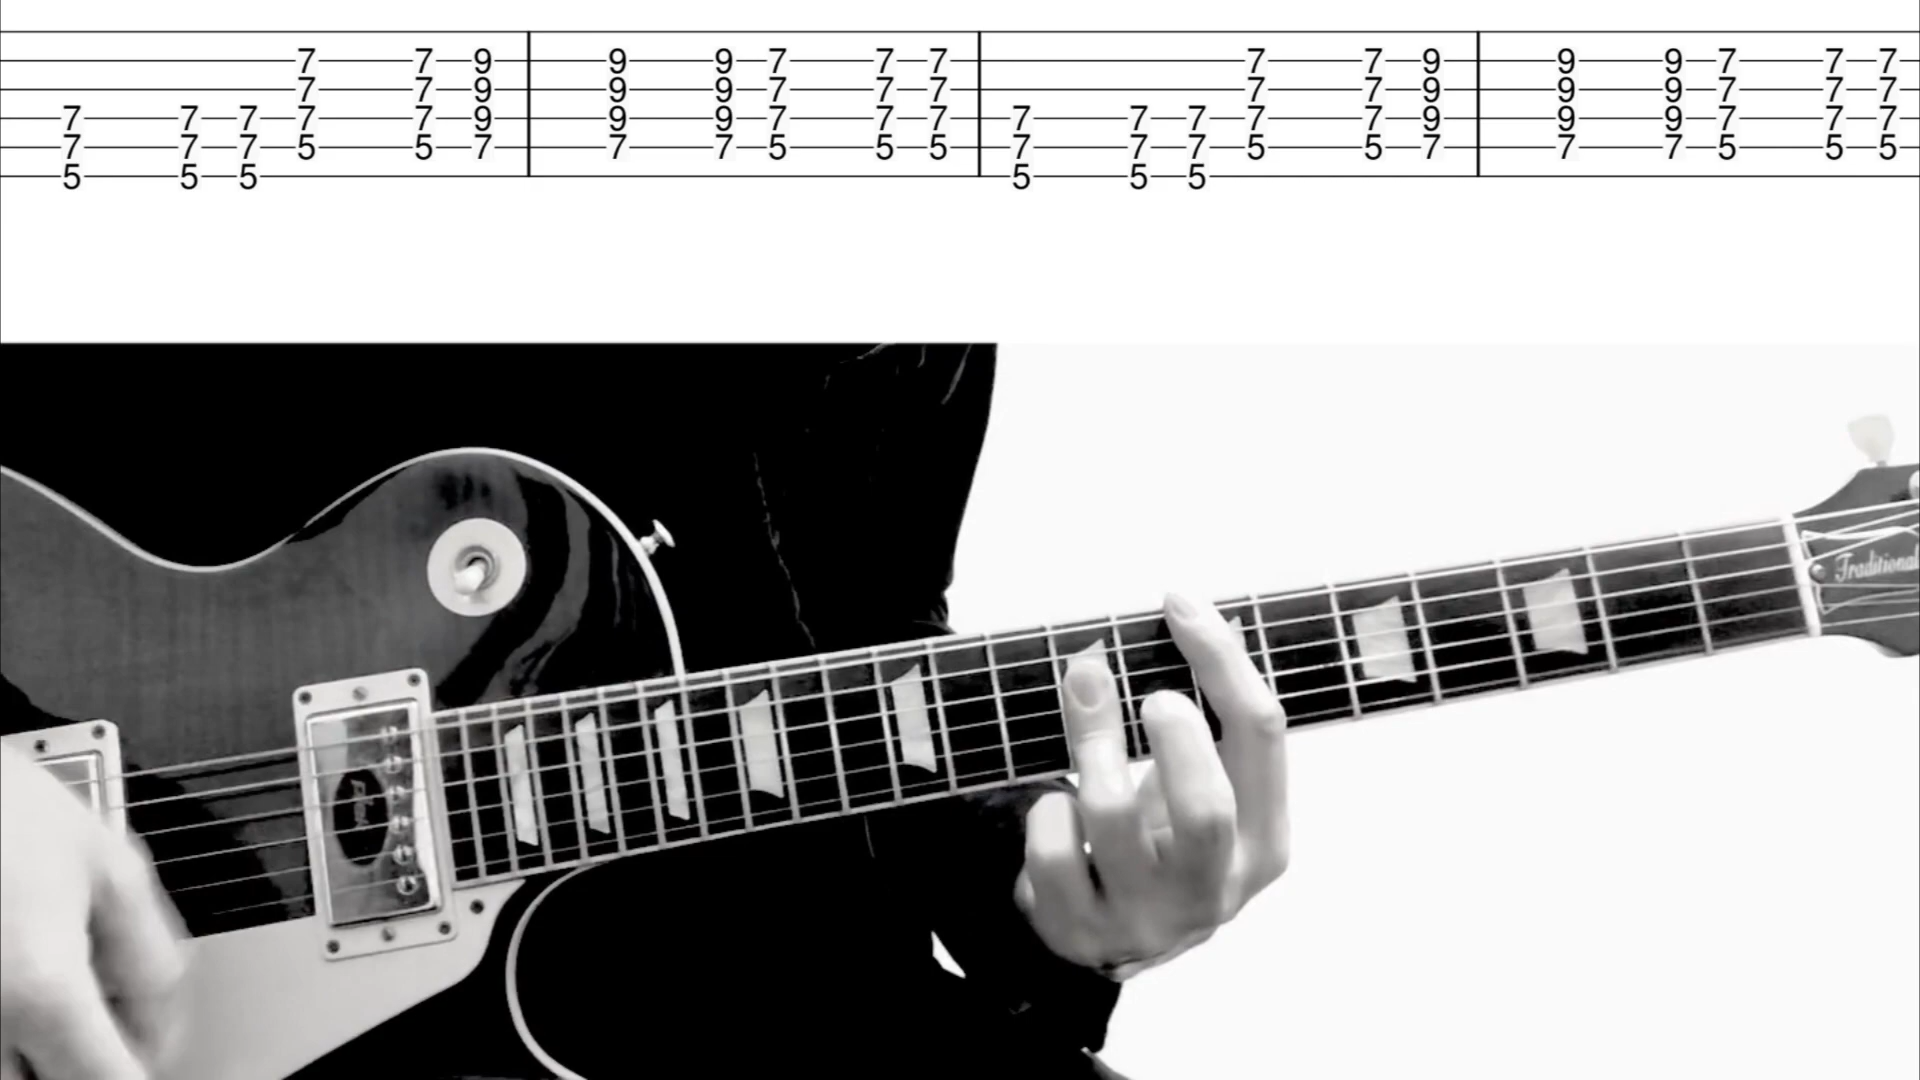 7 7 9 9 9 7 7 7 7 7 9 9 9 7 7 7
7 7 9 9 9 7 7 7 7 7 9 9 9 7 7 7
7 7 7 7 7 9 9 9 7 7 7 7 7 7 7 7 9 9 9 7 7 7
7 7 7 5 5 7 7 7 5 5 5 7 7 7 5 5 7 7 7 5 5 5
5 5 5 5 5 5
Traditional